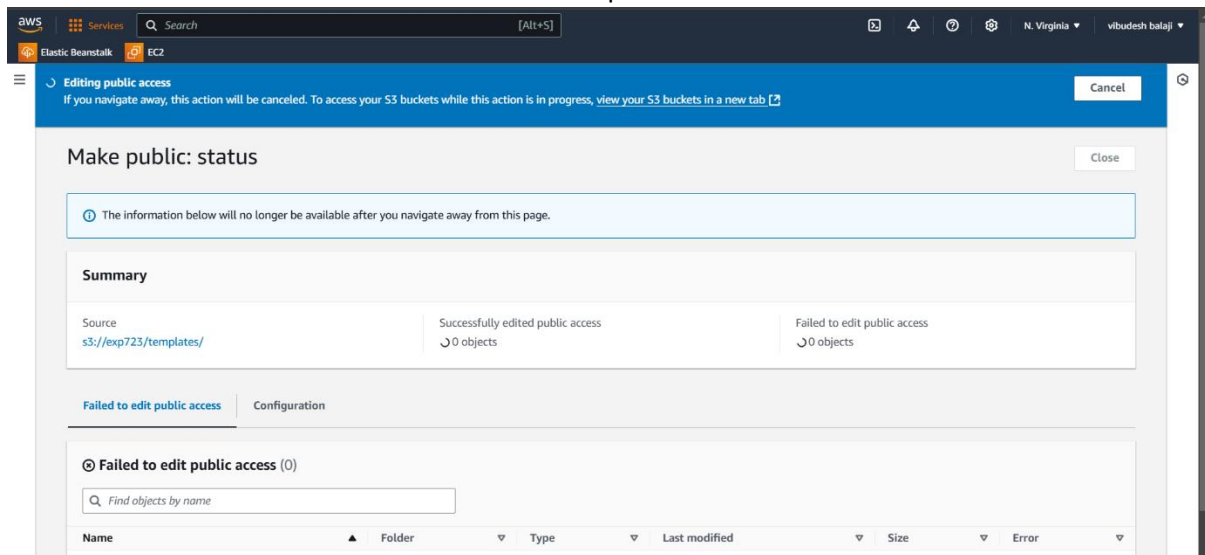 aws Services Search [Alt+S] N. Virginia vibudesh balaji
Elastic Beanstalk EC2
Editing public access
If you navigate away, this action will be canceled. To access your S3 buckets while this action is in progress, view your S3 buckets in a new tab
Cancel
Make public: status
Close
The information below will no longer be available after you navigate away from this page.
Summary
Source Successfully edited public access Failed to edit public access
s3://exp723/templates/ 0 objects 0 objects
Failed to edit public access Configuration
Failed to edit public access (0)
Find objects by name
Name Folder Type Last modified Size Error